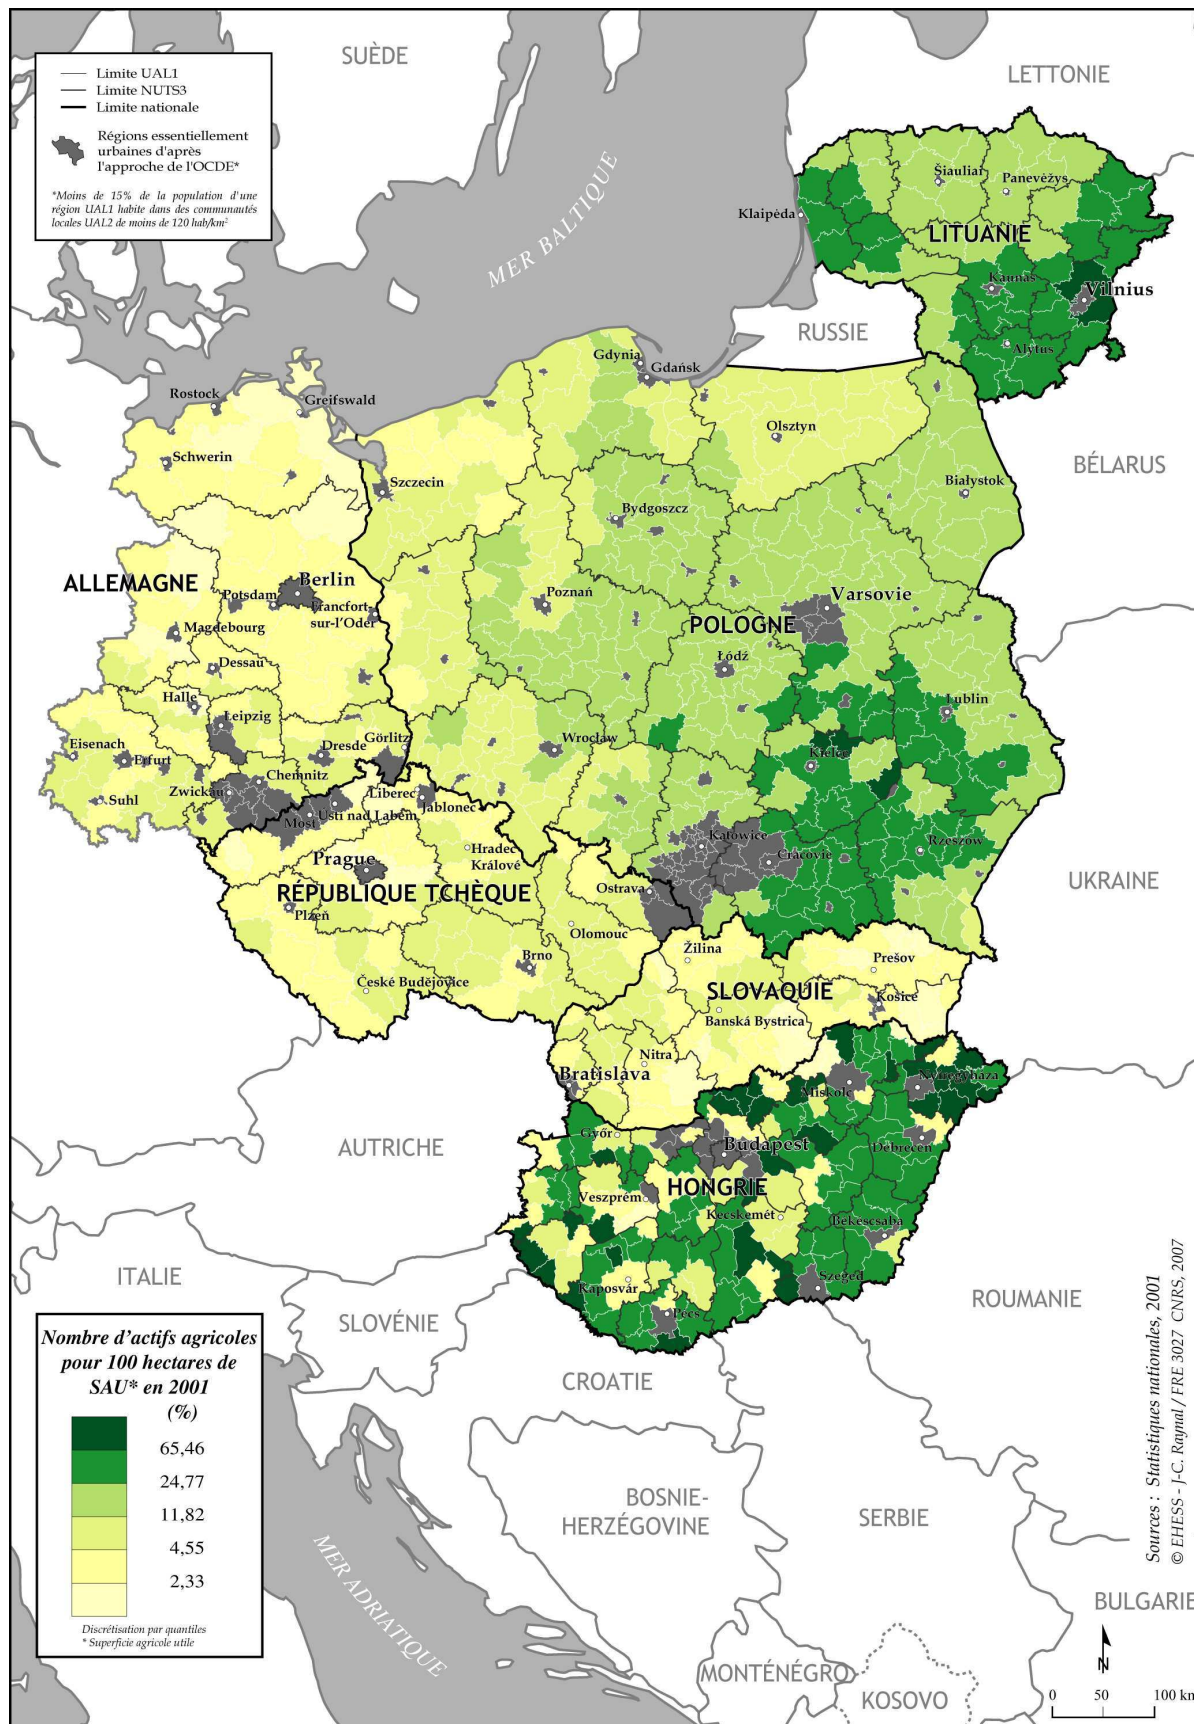 SUÈDE
LETTONIE
Limite UAL1
Limite NUTS3
Limite nationale
Régions essentiellement
urbaines d'après
l'approche de l'OCDE*
*Moins de 15% de la population d'une
région UAL1 habite dans des communautés
locales UAL2 de moins de 120 hab/km²
MER BALTIQUE
Šiauliai
Panevėžys
Klaipėda
LITUANIE
Kaunas
Vilnius
RUSSIE
Alytus
Gdynia
Gdańsk
Rostock
Greifswald
Olsztyn
Schwerin
BÉLARUS
Szczecin
Białystok
Bydgoszcz
ALLEMAGNE
Berlin
Potsdam
Francfort-
sur-l'Oder
Poznań
Varsovie
POLOGNE
Magdebourg
Łódź
Dessau
Halle
Lublin
Leipzig
Görlitz
Wrocław
Eisenach
Erfurt
Dresde
Kielce
Chemnitz
Zwickau
Liberec
Suhl
Jablonec
Most
Ustí nad Labem
Katowice
Rzeszów
Hradec
Králové
Prague
Cracovie
UKRAINE
RÉPUBLIQUE TCHÈQUE
Ostrava
Plzeň
Olomouc
Žilina
Brno
Prešov
České Budějovice
SLOVAQUIE
Košice
Banská Bystrica
Nitra
Bratislava
Miskolc
Nyíregyháza
AUTRICHE
Győr
Budapest
Debrecen
HONGRIE
Veszprém
Kecskemét
Békéscsaba
ITALIE
Kaposvár
Szeged
ROUMANIE
Pécs
SLOVÉNIE
CROATIE
Nombre d'actifs agricoles
pour 100 hectares de
SAU* en 2001
(%)
65,46
24,77
11,82
4,55
2,33
Discrétisation par quantiles
* Superficie agricole utile
BOSNIE-
HERZÉGOVINE
SERBIE
MER ADRIATIQUE
BULGARIE
MONTÉNÉGRO
KOSOVO
N
0 50 100 km
Sources : Statistiques nationales, 2001
© EHESS - J-C. Raynal / FRE 3027 CNRS, 2007